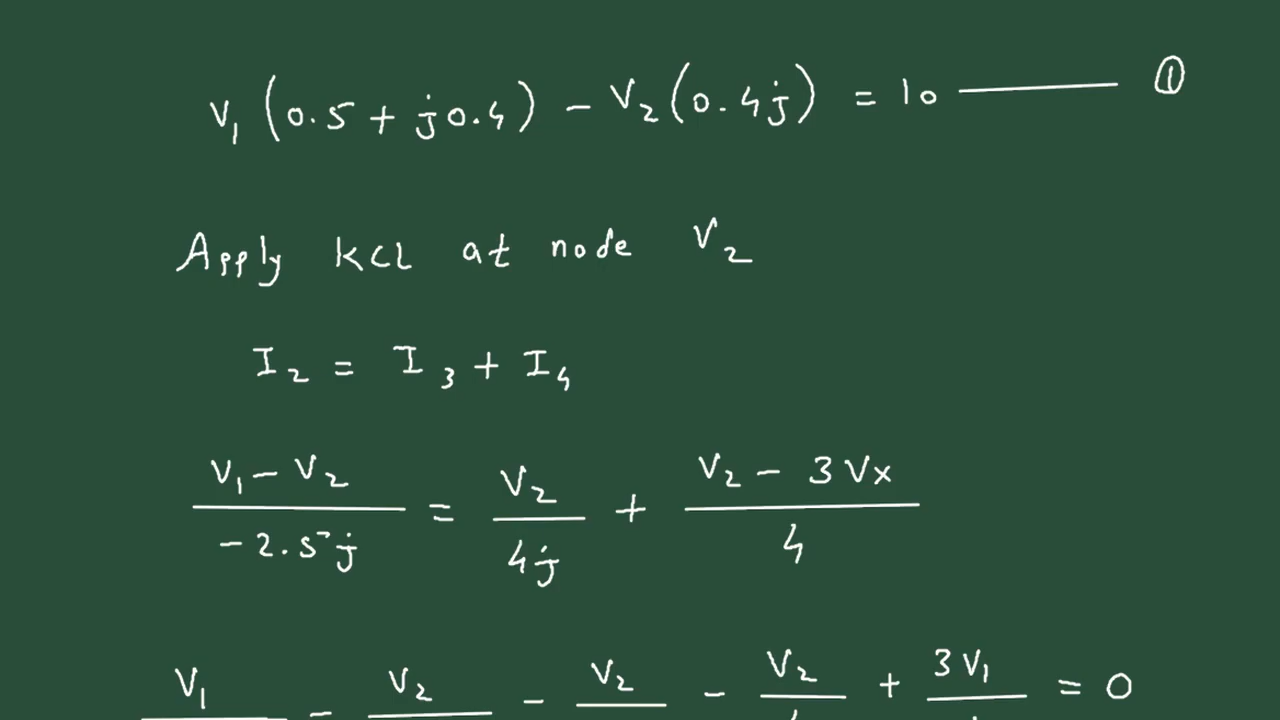 V₁ (0.5 + j0.4) - V₂ (0.4j) = 10 —— ①
Apply KCL at node V₂
I₂ = I₃ + I₄
(V₁ - V₂)/(-2.5j) = V₂/(4j) + (V₂ - 3Vx)/4
V₁ - V₂ - V₂ - V₂ + 3V₁ = 0